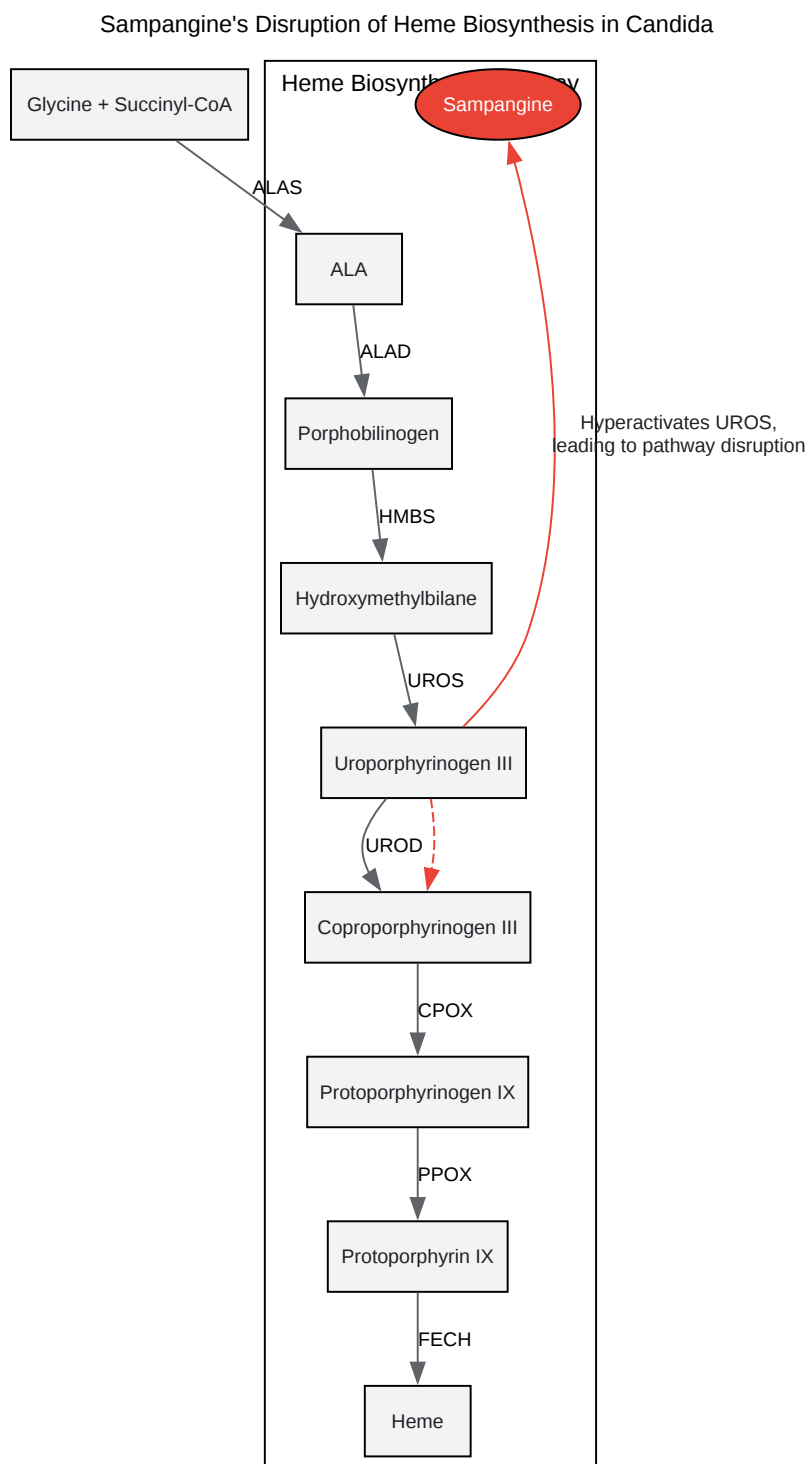 Sampangine's Disruption of Heme Biosynthesis in Candida
Heme
Glycine + Succinyl-CoA
Sampangine
ALAS
ALA
ALAD
Porphobilinogen
Hyperactivates UROS,
leading to pathway disruption
HMBS
Hydroxymethylbilane
UROS
Uroporphyrinogen III
UROD
Coproporphyrinogen III
CPOX
Protoporphyrinogen IX
PPOX
Protoporphyrin IX
FECH
Heme